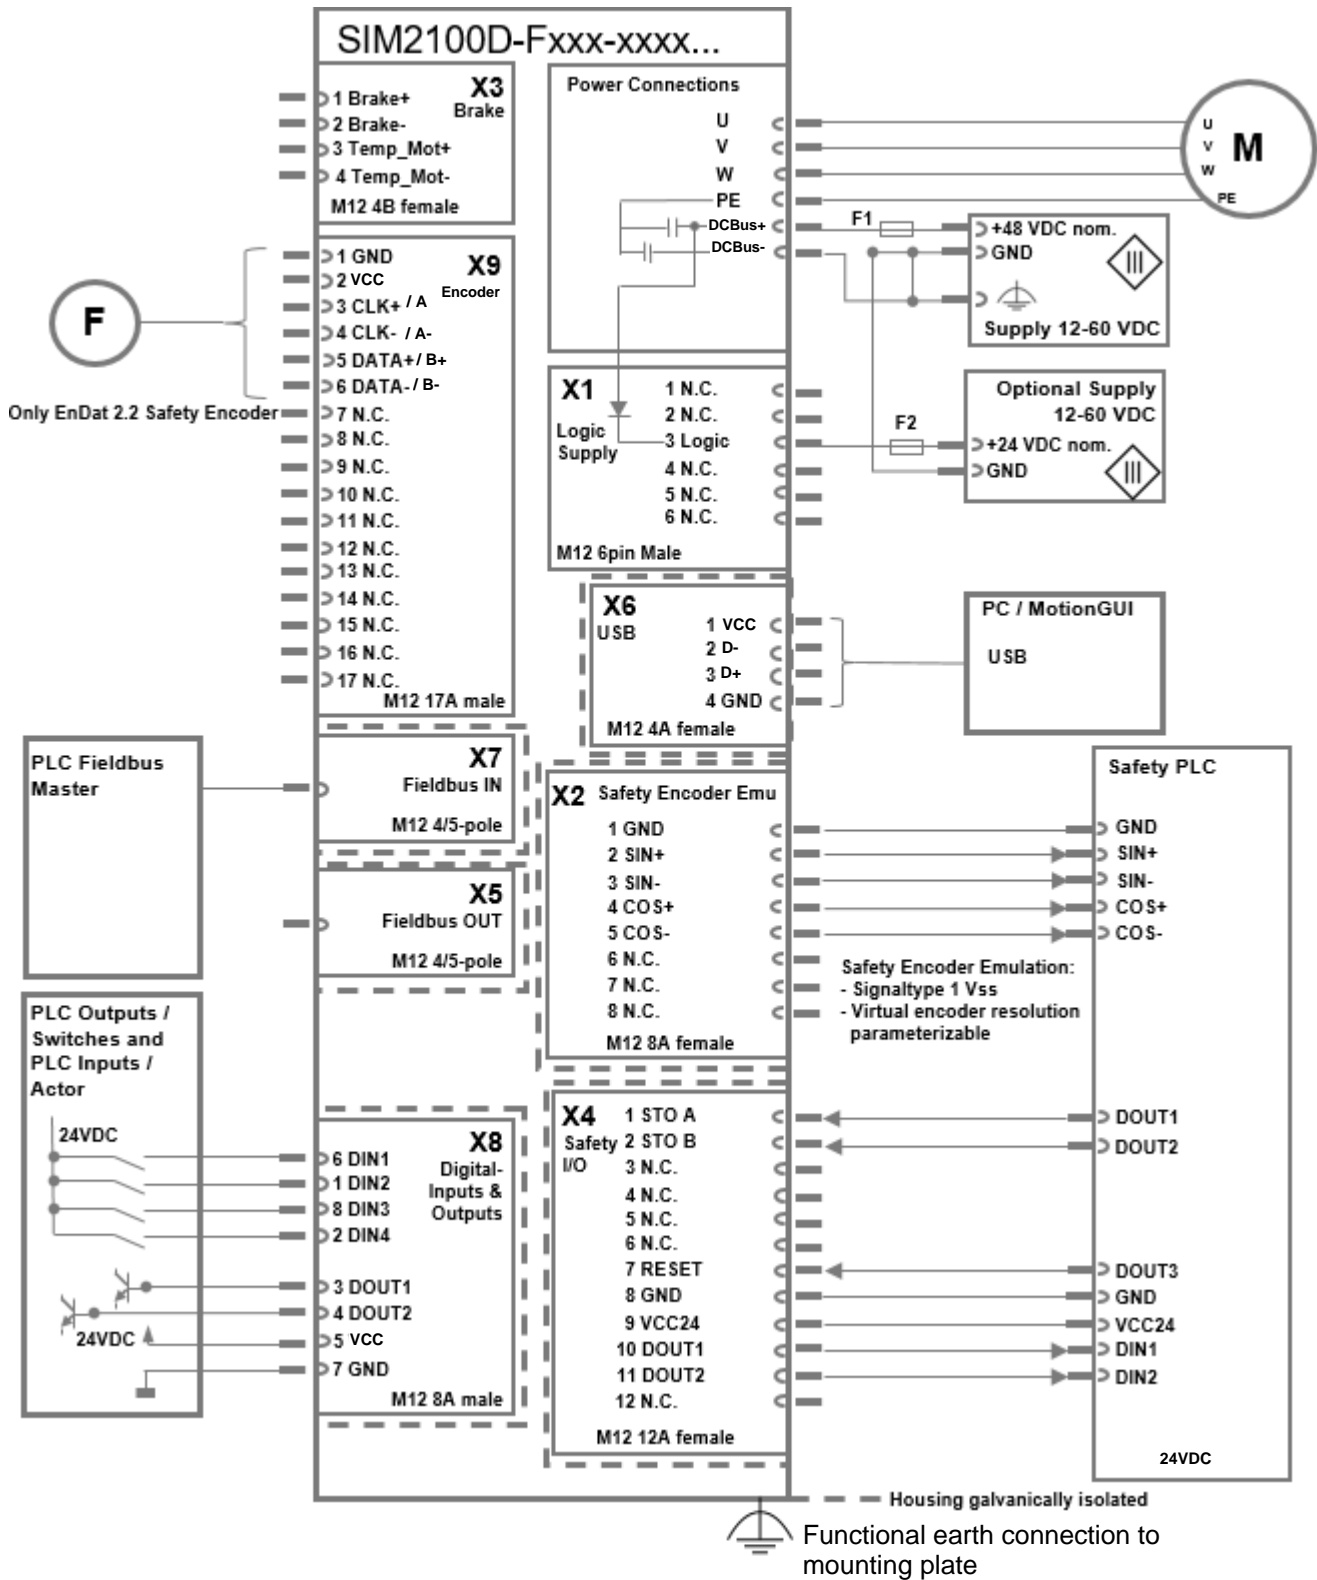 SIM2100D-Fxxx-xxxx...
X3
Brake
1 Brake+
2 Brake-
3 Temp_Mot+
4 Temp_Mot-
M12 4B female
Power Connections
U
V
W
PE
DCBus+
DCBus-
U
V
W
PE
M
F1
+48 VDC nom.
GND
Supply 12-60 VDC
X9
Encoder
1 GND
2 VCC
3 CLK+ / A
4 CLK- / A-
5 DATA+ / B+
6 DATA- / B-
7 N.C.
8 N.C.
9 N.C.
10 N.C.
11 N.C.
12 N.C.
13 N.C.
14 N.C.
15 N.C.
16 N.C.
17 N.C.
M12 17A male
F
Only EnDat 2.2 Safety Encoder
X1
Logic
Supply
1 N.C.
2 N.C.
3 Logic
4 N.C.
5 N.C.
6 N.C.
M12 6pin Male
F2
Optional Supply
12-60 VDC
+24 VDC nom.
GND
X6
USB
1 VCC
2 D-
3 D+
4 GND
M12 4A female
PC / MotionGUI
USB
PLC Fieldbus
Master
X7
Fieldbus IN
M12 4/5-pole
X5
Fieldbus OUT
M12 4/5-pole
X2 Safety Encoder Emu
1 GND
2 SIN+
3 SIN-
4 COS+
5 COS-
6 N.C.
7 N.C.
8 N.C.
M12 8A female
Safety PLC
GND
SIN+
SIN-
COS+
COS-
Safety Encoder Emulation:
- Signaltype 1 Vss
- Virtual encoder resolution
parameterizable
PLC Outputs /
Switches and
PLC Inputs /
Actor
24VDC
24VDC
X8
Digital-
Inputs &
Outputs
6 DIN1
1 DIN2
8 DIN3
2 DIN4
3 DOUT1
4 DOUT2
5 VCC
7 GND
M12 8A male
X4
Safety
I/O
1 STO A
2 STO B
3 N.C.
4 N.C.
5 N.C.
6 N.C.
7 RESET
8 GND
9 VCC24
10 DOUT1
11 DOUT2
12 N.C.
M12 12A female
DOUT1
DOUT2
DOUT3
GND
VCC24
DIN1
DIN2
24VDC
Housing galvanically isolated
Functional earth connection to
mounting plate